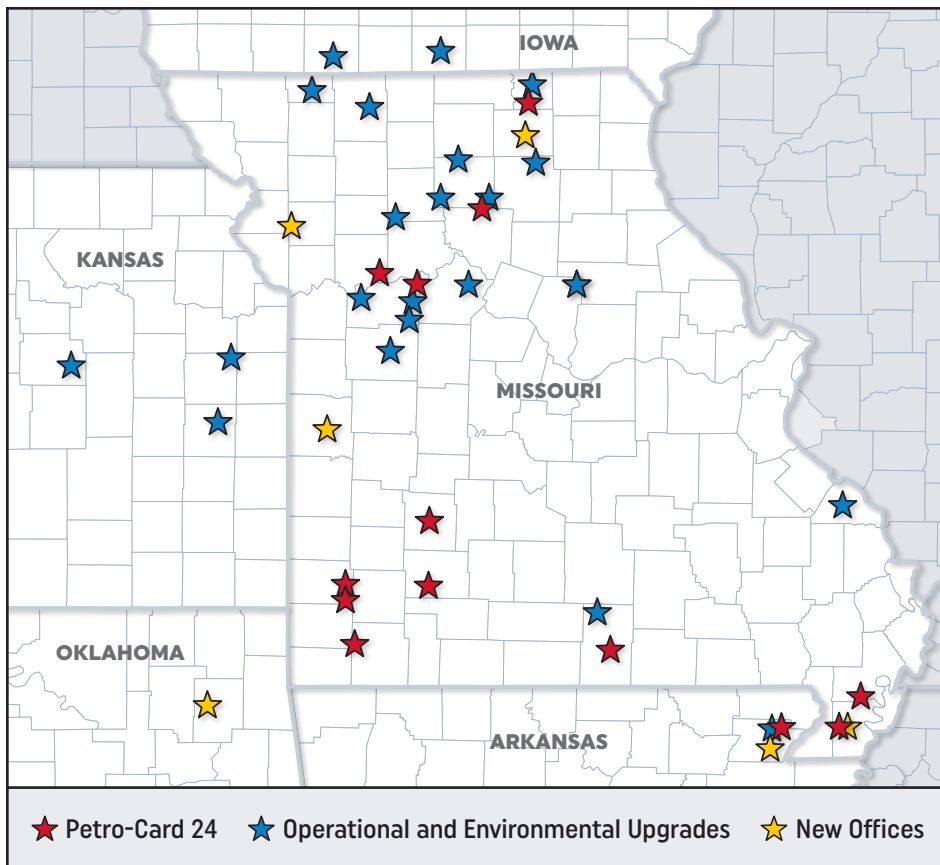 IOWA
KANSAS
MISSOURI
OKLAHOMA
ARKANSAS
Petro-Card 24 Operational and Environmental Upgrades New Offices